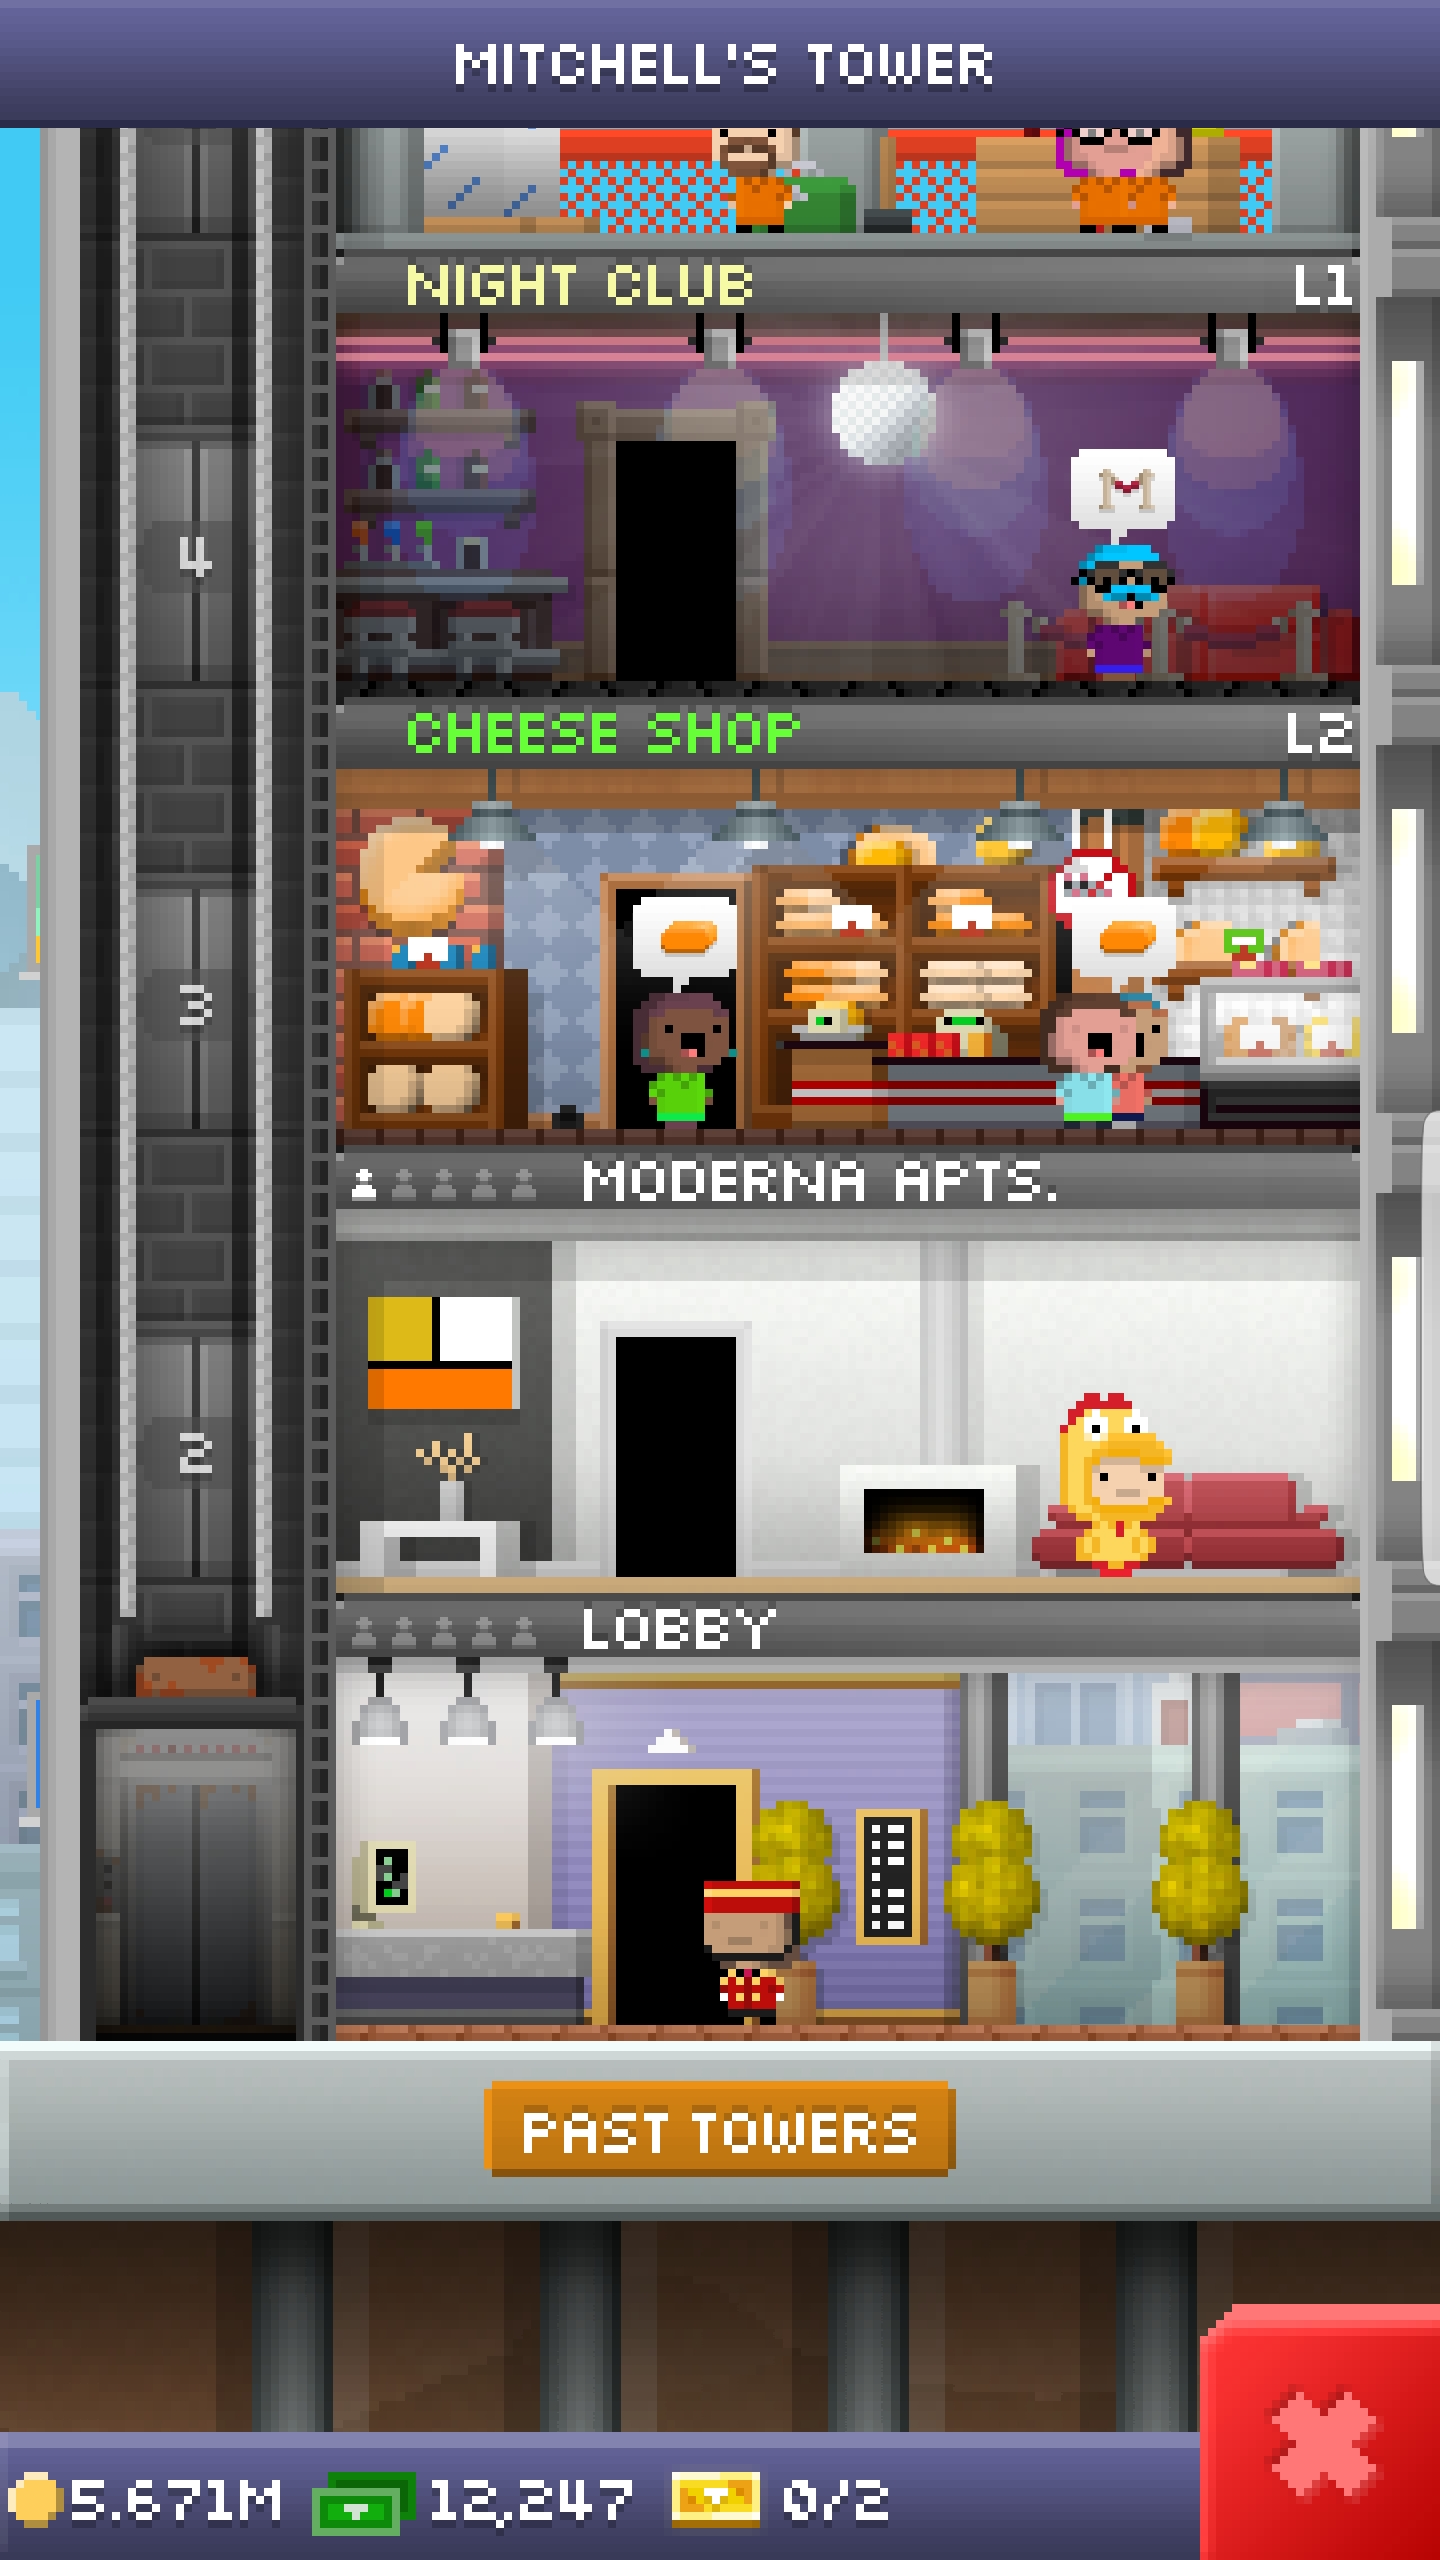 MITCHELL'S TOWER
NIGHT CLUB L1
4
CHEESE SHOP L2
3
MODERNA APTS.
2
LOBBY
PAST TOWERS
5.671M 12,247 0/2